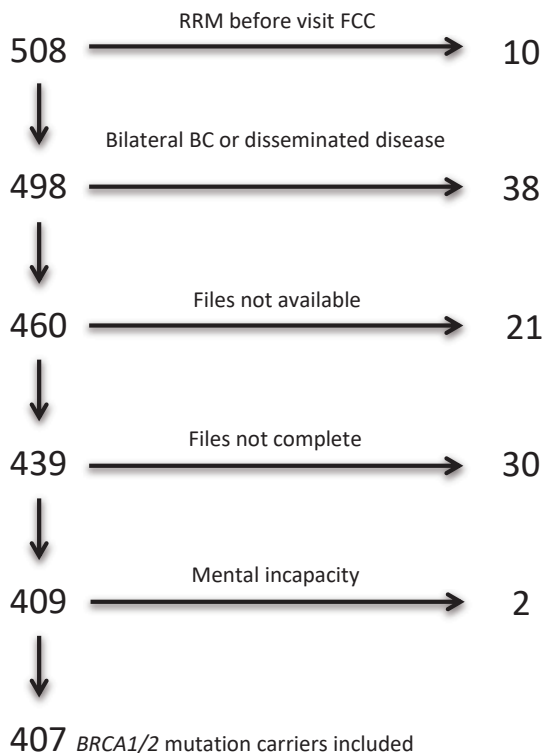 RRM before visit FCC
508 10
Bilateral BC or disseminated disease
498 38
Files not available
460 21
Files not complete
439 30
Mental incapacity
409 2
407 BRCA1/2 mutation carriers included